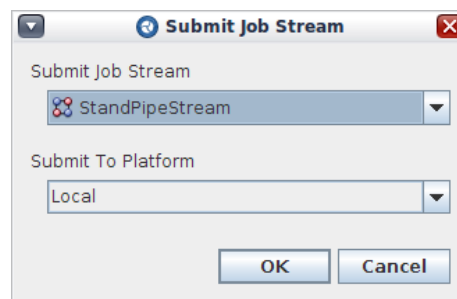 Submit Job Stream
Submit Job Stream
StandPipeStream
Submit To Platform
Local
OK Cancel